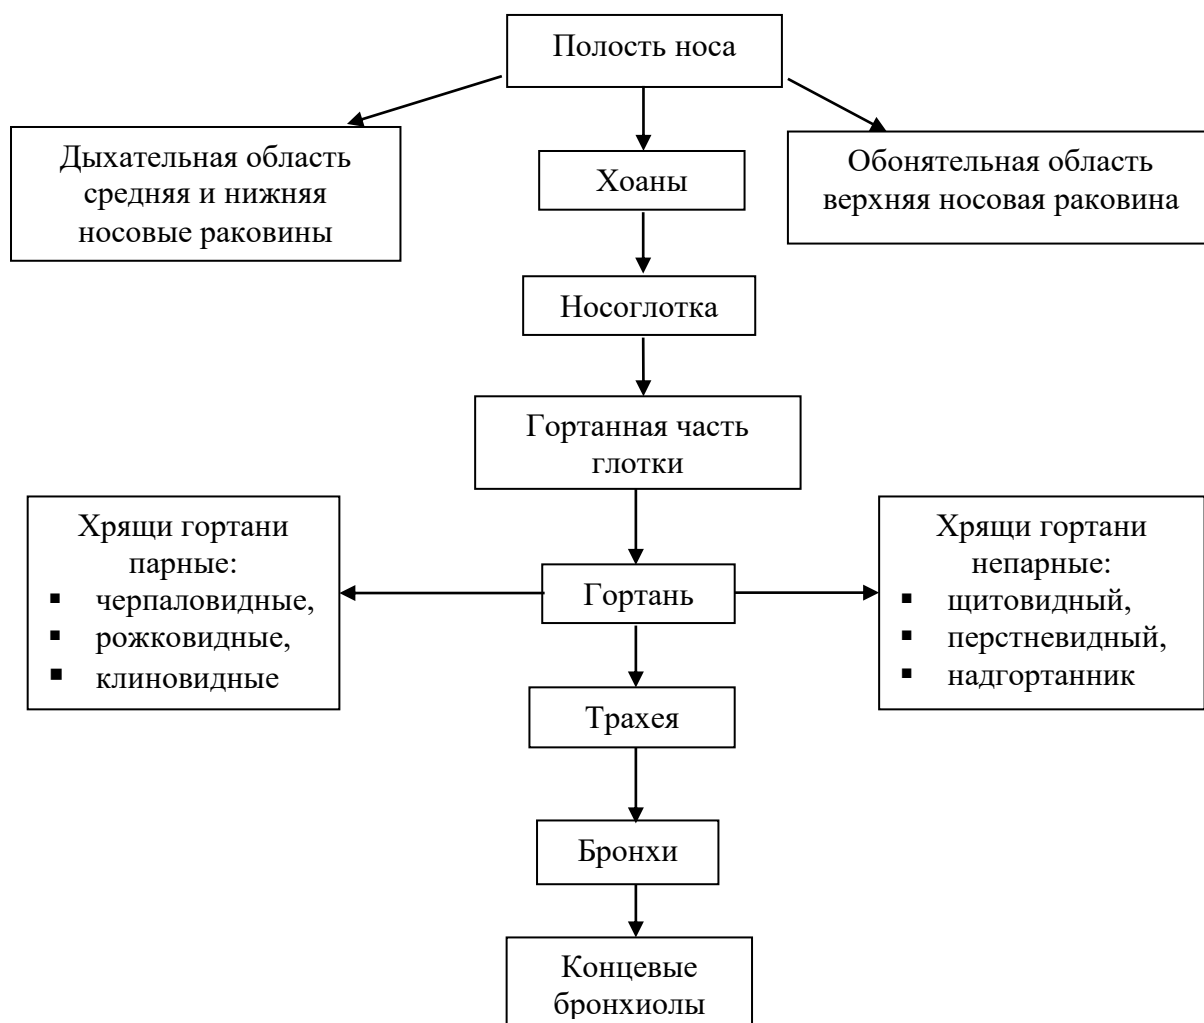 Полость носа
Дыхательная область
средняя и нижняя
носовые раковины
Хоаны
Обонятельная область
верхняя носовая раковина
Носоглотка
Гортанная часть
глотки
Хрящи гортани
парные:
▪ черпаловидные,
▪ рожковидные,
▪ клиновидные
Гортань
Хрящи гортани
непарные:
▪ щитовидный,
▪ перстневидный,
▪ надгортанник
Трахея
Бронхи
Концевые
бронхиолы